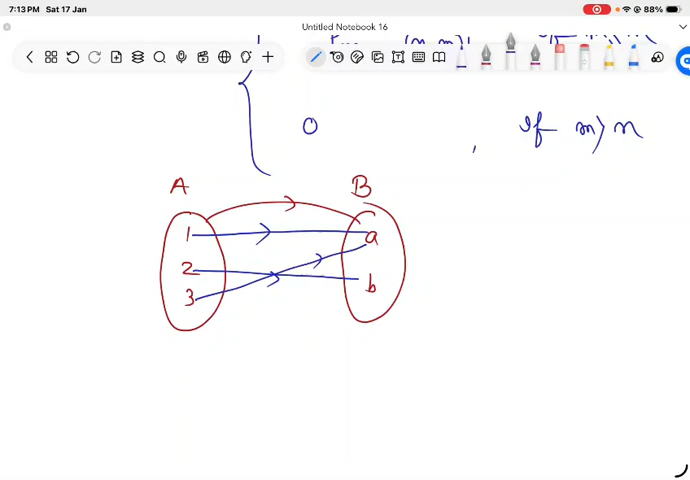 7:13 PM Sat 17 Jan 88%
Untitled Notebook 16
0 , if m > n
A B
1 a
2 b
3